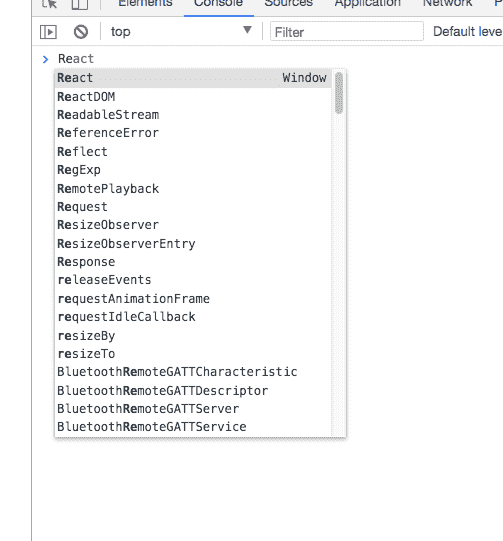 Elements Console Sources Application Network
top Filter Default leve
> React
React Window
ReactDOM
ReadableStream
ReferenceError
Reflect
RegExp
RemotePlayback
Request
ResizeObserver
ResizeObserverEntry
Response
releaseEvents
requestAnimationFrame
requestIdleCallback
resizeBy
resizeTo
BluetoothRemoteGATTCharacteristic
BluetoothRemoteGATTDescriptor
BluetoothRemoteGATTServer
BluetoothRemoteGATTService